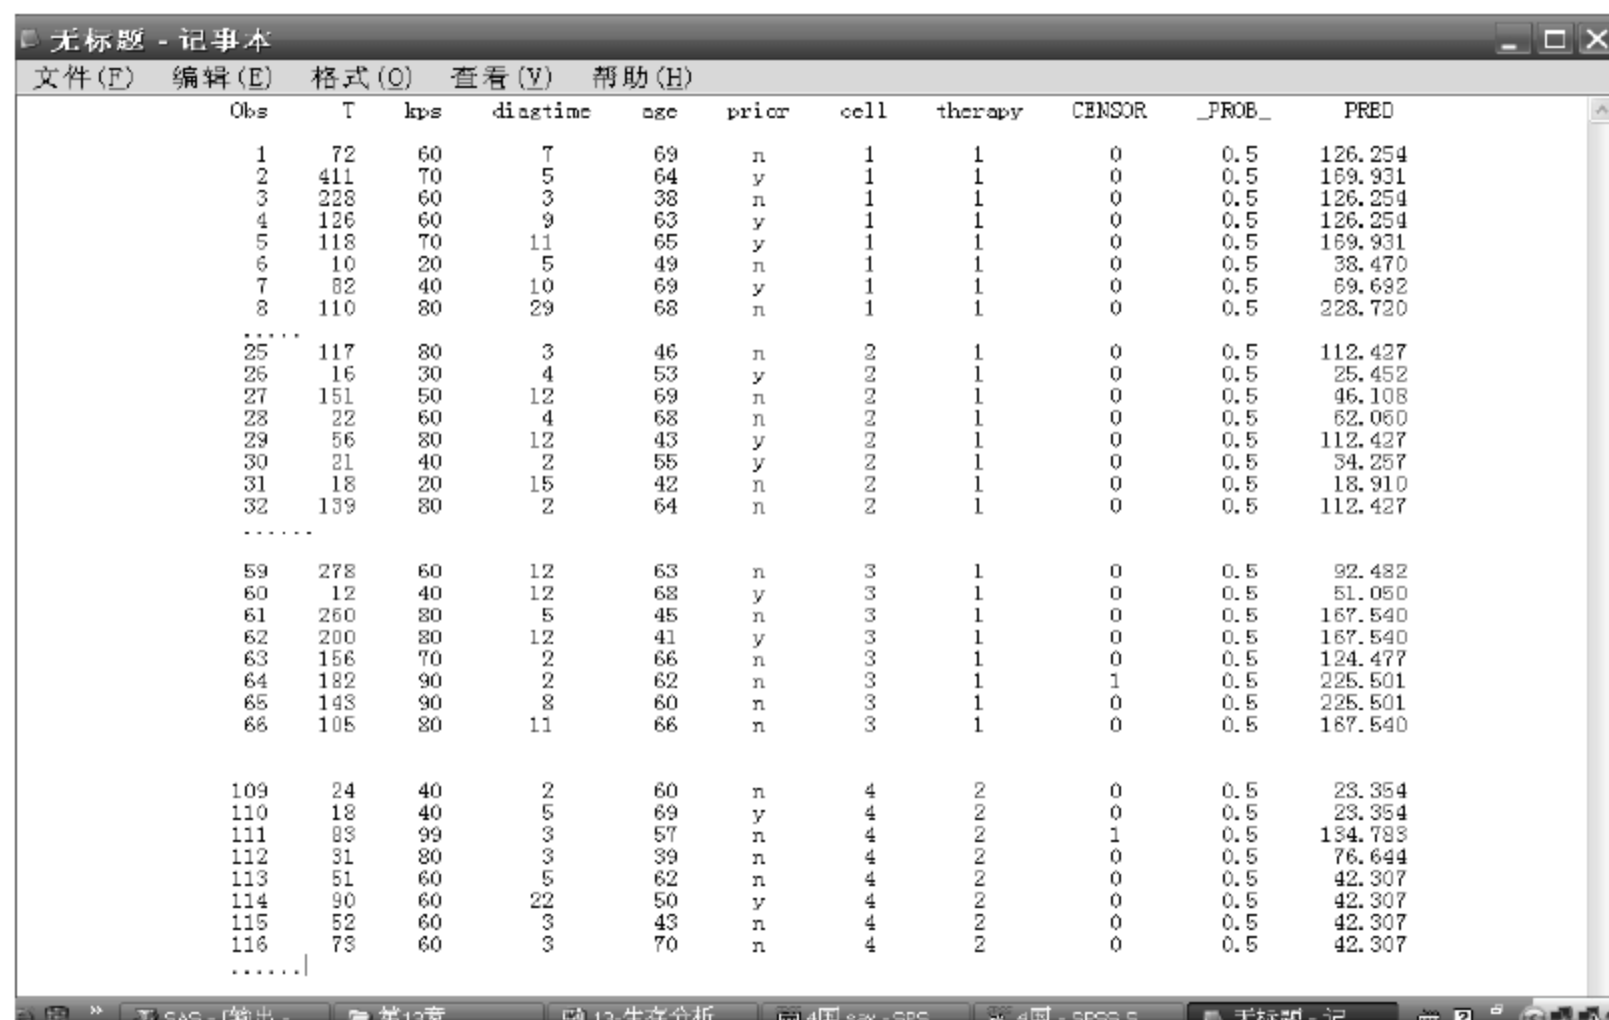 无标题 - 记事本
文件(F) 编辑(E) 格式(O) 查看(V) 帮助(H)
Obs T kps diagtime age prior cell therapy CENSOR _PROB_ PRED
1 72 60 7 69 n 1 1 0 0.5 126.254
2 411 70 5 64 y 1 1 0 0.5 169.931
3 228 60 3 38 n 1 1 0 0.5 126.254
4 126 60 9 63 y 1 1 0 0.5 126.254
5 118 70 11 65 y 1 1 0 0.5 169.931
6 10 20 5 49 n 1 1 0 0.5 38.470
7 82 40 10 69 y 1 1 0 0.5 69.692
8 110 80 29 68 n 1 1 0 0.5 228.720
.....
25 117 80 3 46 n 2 1 0 0.5 112.427
26 16 30 4 53 y 2 1 0 0.5 25.452
27 151 50 12 69 n 2 1 0 0.5 46.108
28 22 60 4 68 n 2 1 0 0.5 62.060
29 56 80 12 43 y 2 1 0 0.5 112.427
30 21 40 2 55 y 2 1 0 0.5 34.257
31 18 20 15 42 n 2 1 0 0.5 18.910
32 139 80 2 64 n 2 1 0 0.5 112.427
......
59 278 60 12 63 n 3 1 0 0.5 92.482
60 12 40 12 68 y 3 1 0 0.5 51.050
61 260 80 5 45 n 3 1 0 0.5 167.540
62 200 80 12 41 y 3 1 0 0.5 167.540
63 156 70 2 66 n 3 1 0 0.5 124.477
64 182 90 2 62 n 3 1 1 0.5 225.501
65 143 90 8 60 n 3 1 0 0.5 225.501
66 105 80 11 66 n 3 1 0 0.5 167.540
109 24 40 2 60 n 4 2 0 0.5 23.354
110 18 40 5 69 y 4 2 0 0.5 23.354
111 83 99 3 57 n 4 2 1 0.5 134.783
112 31 80 3 39 n 4 2 0 0.5 76.644
113 51 60 5 62 n 4 2 0 0.5 42.307
114 90 60 22 50 y 4 2 0 0.5 42.307
115 52 60 3 43 n 4 2 0 0.5 42.307
116 73 60 3 70 n 4 2 0 0.5 42.307
......
SAS - [输出 - 第13章 13-生存分析 无标题 - 记